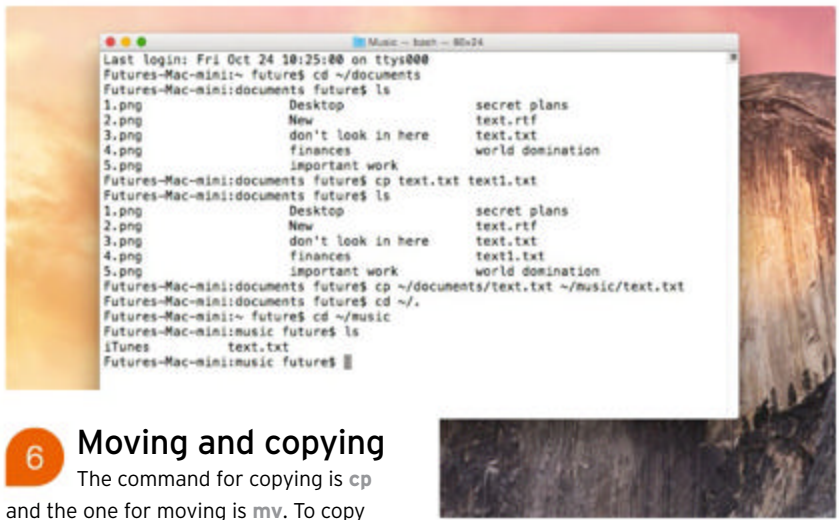 Music — bash — 80×24
Last login: Fri Oct 24 10:25:00 on ttys000
Futures-Mac-mini:~ future$ cd ~/documents
Futures-Mac-mini:documents future$ ls
1.png Desktop secret plans
2.png New text.rtf
3.png don't look in here text.txt
4.png finances world domination
5.png important work
Futures-Mac-mini:documents future$ cp text.txt text1.txt
Futures-Mac-mini:documents future$ ls
1.png Desktop secret plans
2.png New text.rtf
3.png don't look in here text.txt
4.png finances text1.txt
5.png important work world domination
Futures-Mac-mini:documents future$ cp ~/documents/text.txt ~/music/text.txt
Futures-Mac-mini:documents future$ cd ~/.
Futures-Mac-mini:~ future$ cd ~/music
Futures-Mac-mini:music future$ ls
iTunes text.txt
Futures-Mac-mini:music future$
6 Moving and copying
The command for copying is cp
and the one for moving is mv. To copy